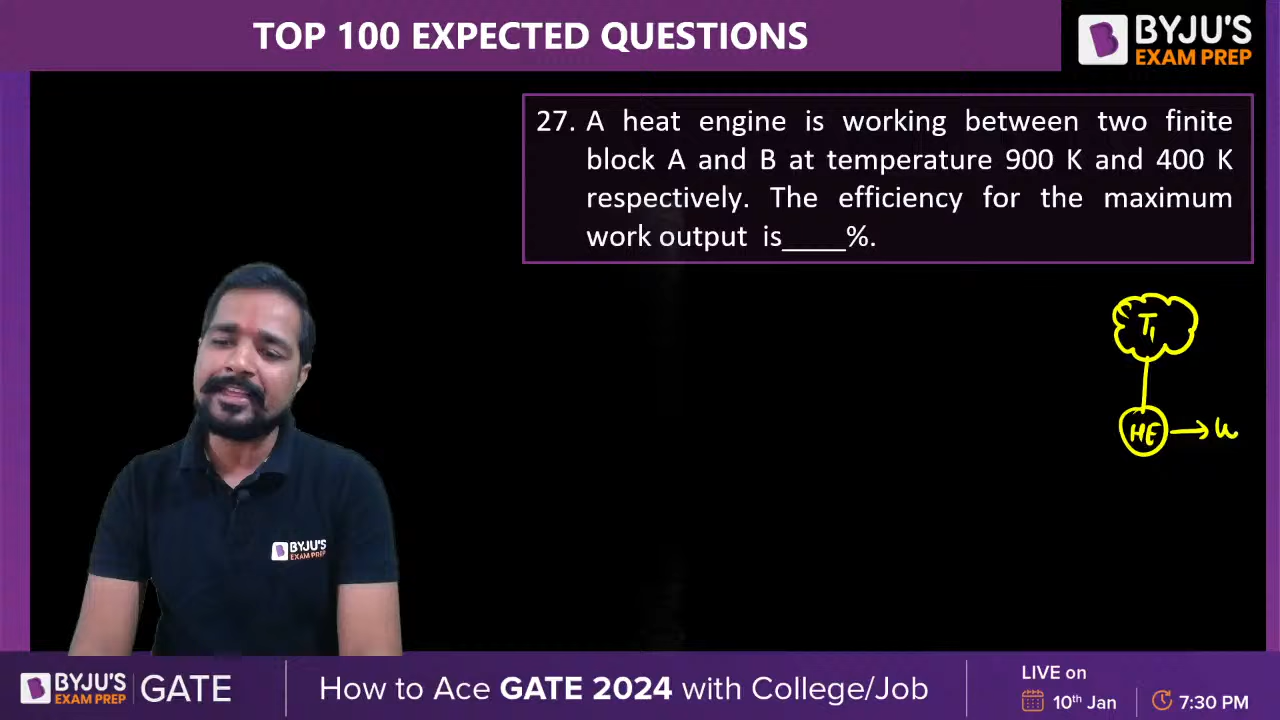 TOP 100 EXPECTED QUESTIONS
BYJU'S
EXAM PREP
27. A heat engine is working between two finite
block A and B at temperature 900 K and 400 K
respectively. The efficiency for the maximum
work output is____%.
T1
HE
BYJU'S
EXAM PREP
BYJU'S
EXAM PREP
GATE
How to Ace GATE 2024 with College/Job
LIVE on
10th Jan
7:30 PM